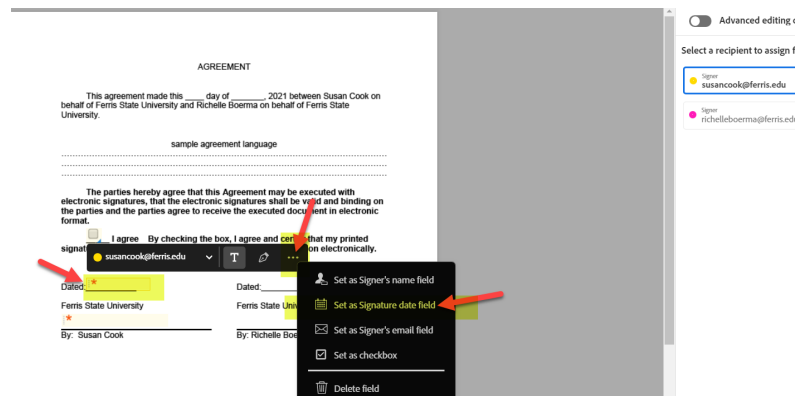 Advanced editing
AGREEMENT
Select a recipient to assign
This agreement made this ____ day of _______, 2021 between Susan Cook on
behalf of Ferris State University and Richelle Boerma on behalf of Ferris State
University.
Signer
susancook@ferris.edu
Signer
richelleboerma@ferris.edu
sample agreement language
The parties hereby agree that this Agreement may be executed with
electronic signatures, that the electronic signatures shall be valid and binding on
the parties and the parties agree to receive the executed document in electronic
format.
I agree By checking the box, I agree and that my printed
on electronically.
susancook@ferris.edu T ...
Set as Signer's name field
Dated:* Dated:
Set as Signature date field
Ferris State University Ferris State
Set as Signer's email field
*
By: Susan Cook By: Richelle
Set as checkbox
Delete field